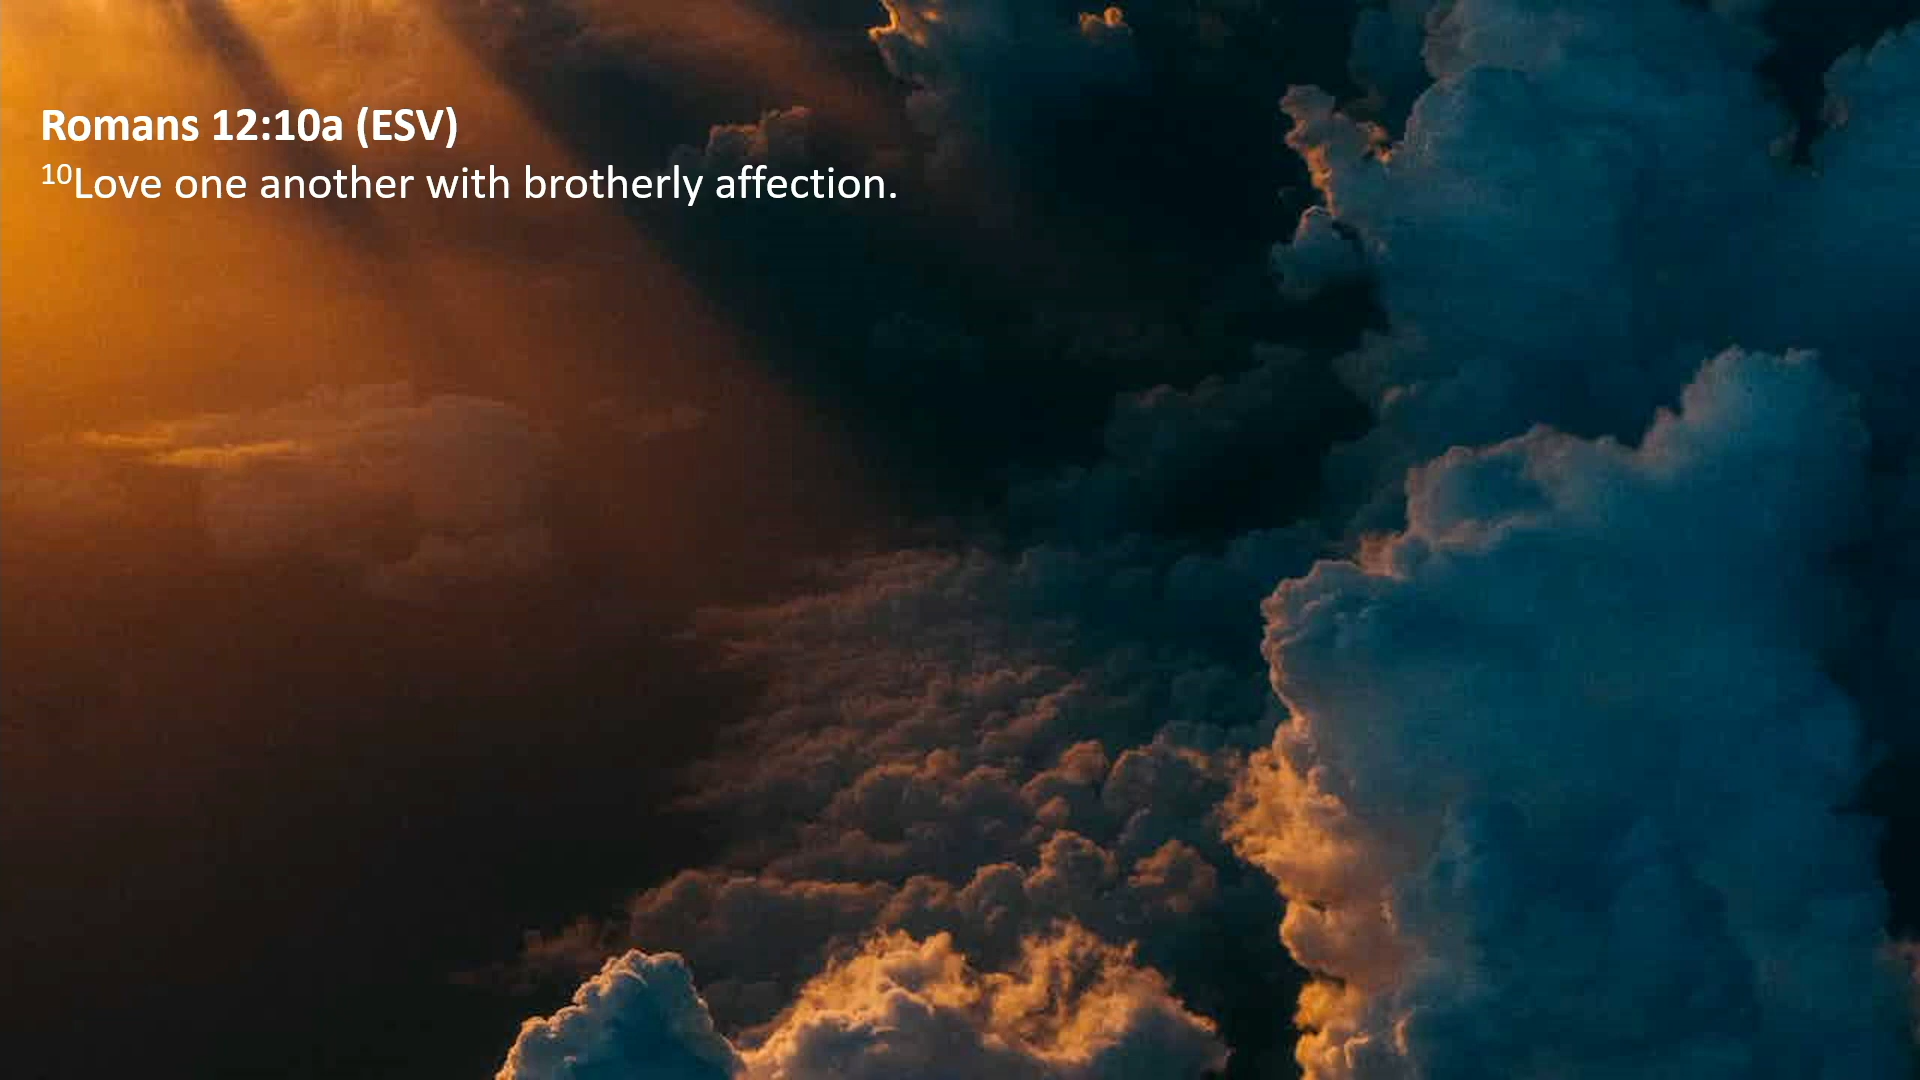 Romans 12:10a (ESV)
10Love one another with brotherly affection.